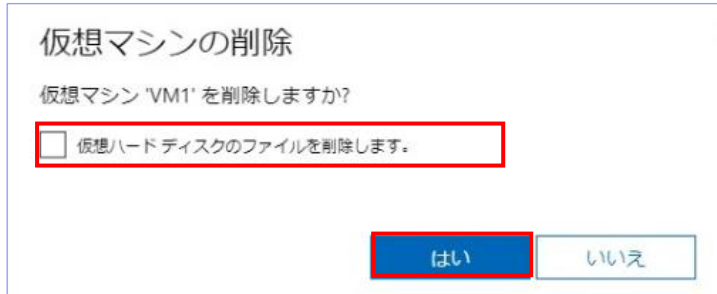 仮想マシンの削除
仮想マシン 'VM1' を削除しますか?
仮想ハード ディスクのファイルを削除します。
はい
いいえ